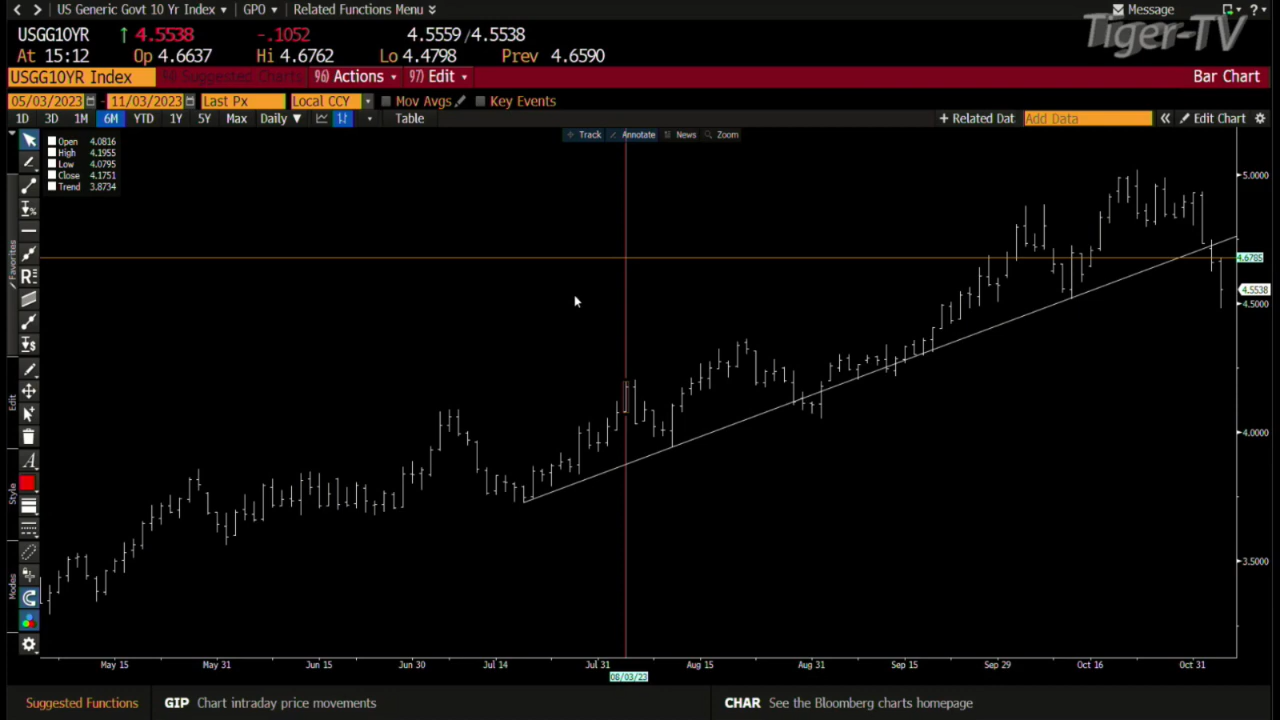 US Generic Govt 10 Yr Index GPO Related Functions Menu Message ?
Tiger-TV
USGG10YR 4.5538 -.1052 4.5559/4.5538
At 15:12 Op 4.6637 Hi 4.6762 Lo 4.4798 Prev 4.6590
USGG10YR Index 94) Suggested Charts 96) Actions 97) Edit Bar Chart
05/03/2023 - 11/03/2023 Last Px Local CCY Mov Avgs Key Events
1D 3D 1M 6M YTD 1Y 5Y Max Daily Table + Related Dat Add Data « Edit Chart
Track Annotate News Zoom
Open 4.0816
High 4.1955
Low 4.0795
Close 4.1751
Trend 3.8734
Favorites
Edit
Style
Modes
5.0000
4.6785
4.5538
4.5000
4.0000
3.5000
May 15 May 31 Jun 15 Jun 30 Jul 14 Jul 31 Aug 15 Aug 31 Sep 15 Sep 29 Oct 16 Oct 31
08/03/23
Suggested Functions GIP Chart intraday price movements CHAR See the Bloomberg charts homepage